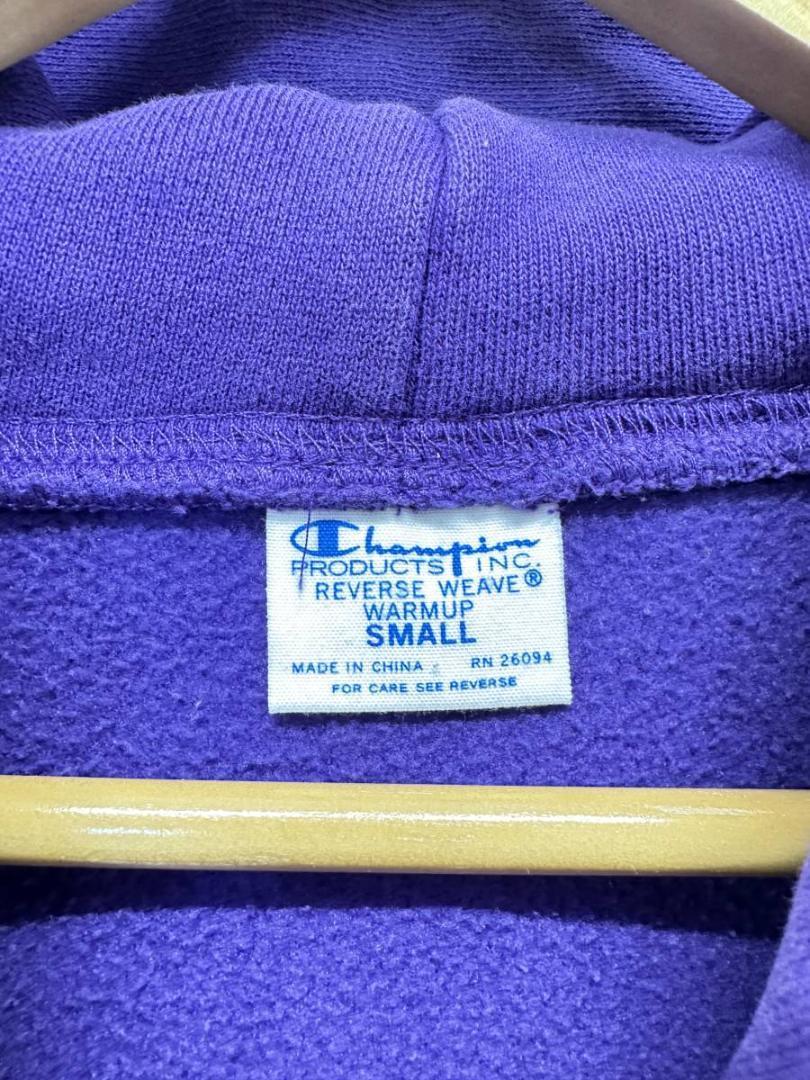 Champion
PRODUCTS INC.
REVERSE WEAVE®
WARMUP
SMALL
MADE IN CHINA RN 26094
FOR CARE SEE REVERSE